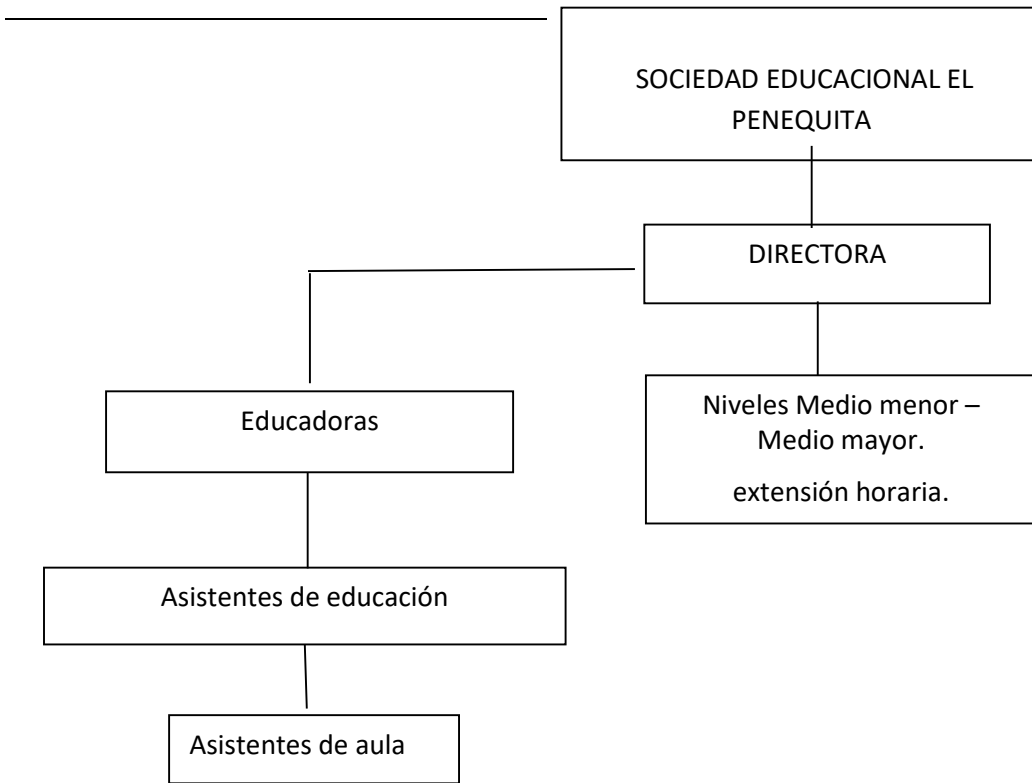 SOCIEDAD EDUCACIONAL EL
PENEQUITA
DIRECTORA
Educadoras
Niveles Medio menor –
Medio mayor.
extensión horaria.
Asistentes de educación
Asistentes de aula